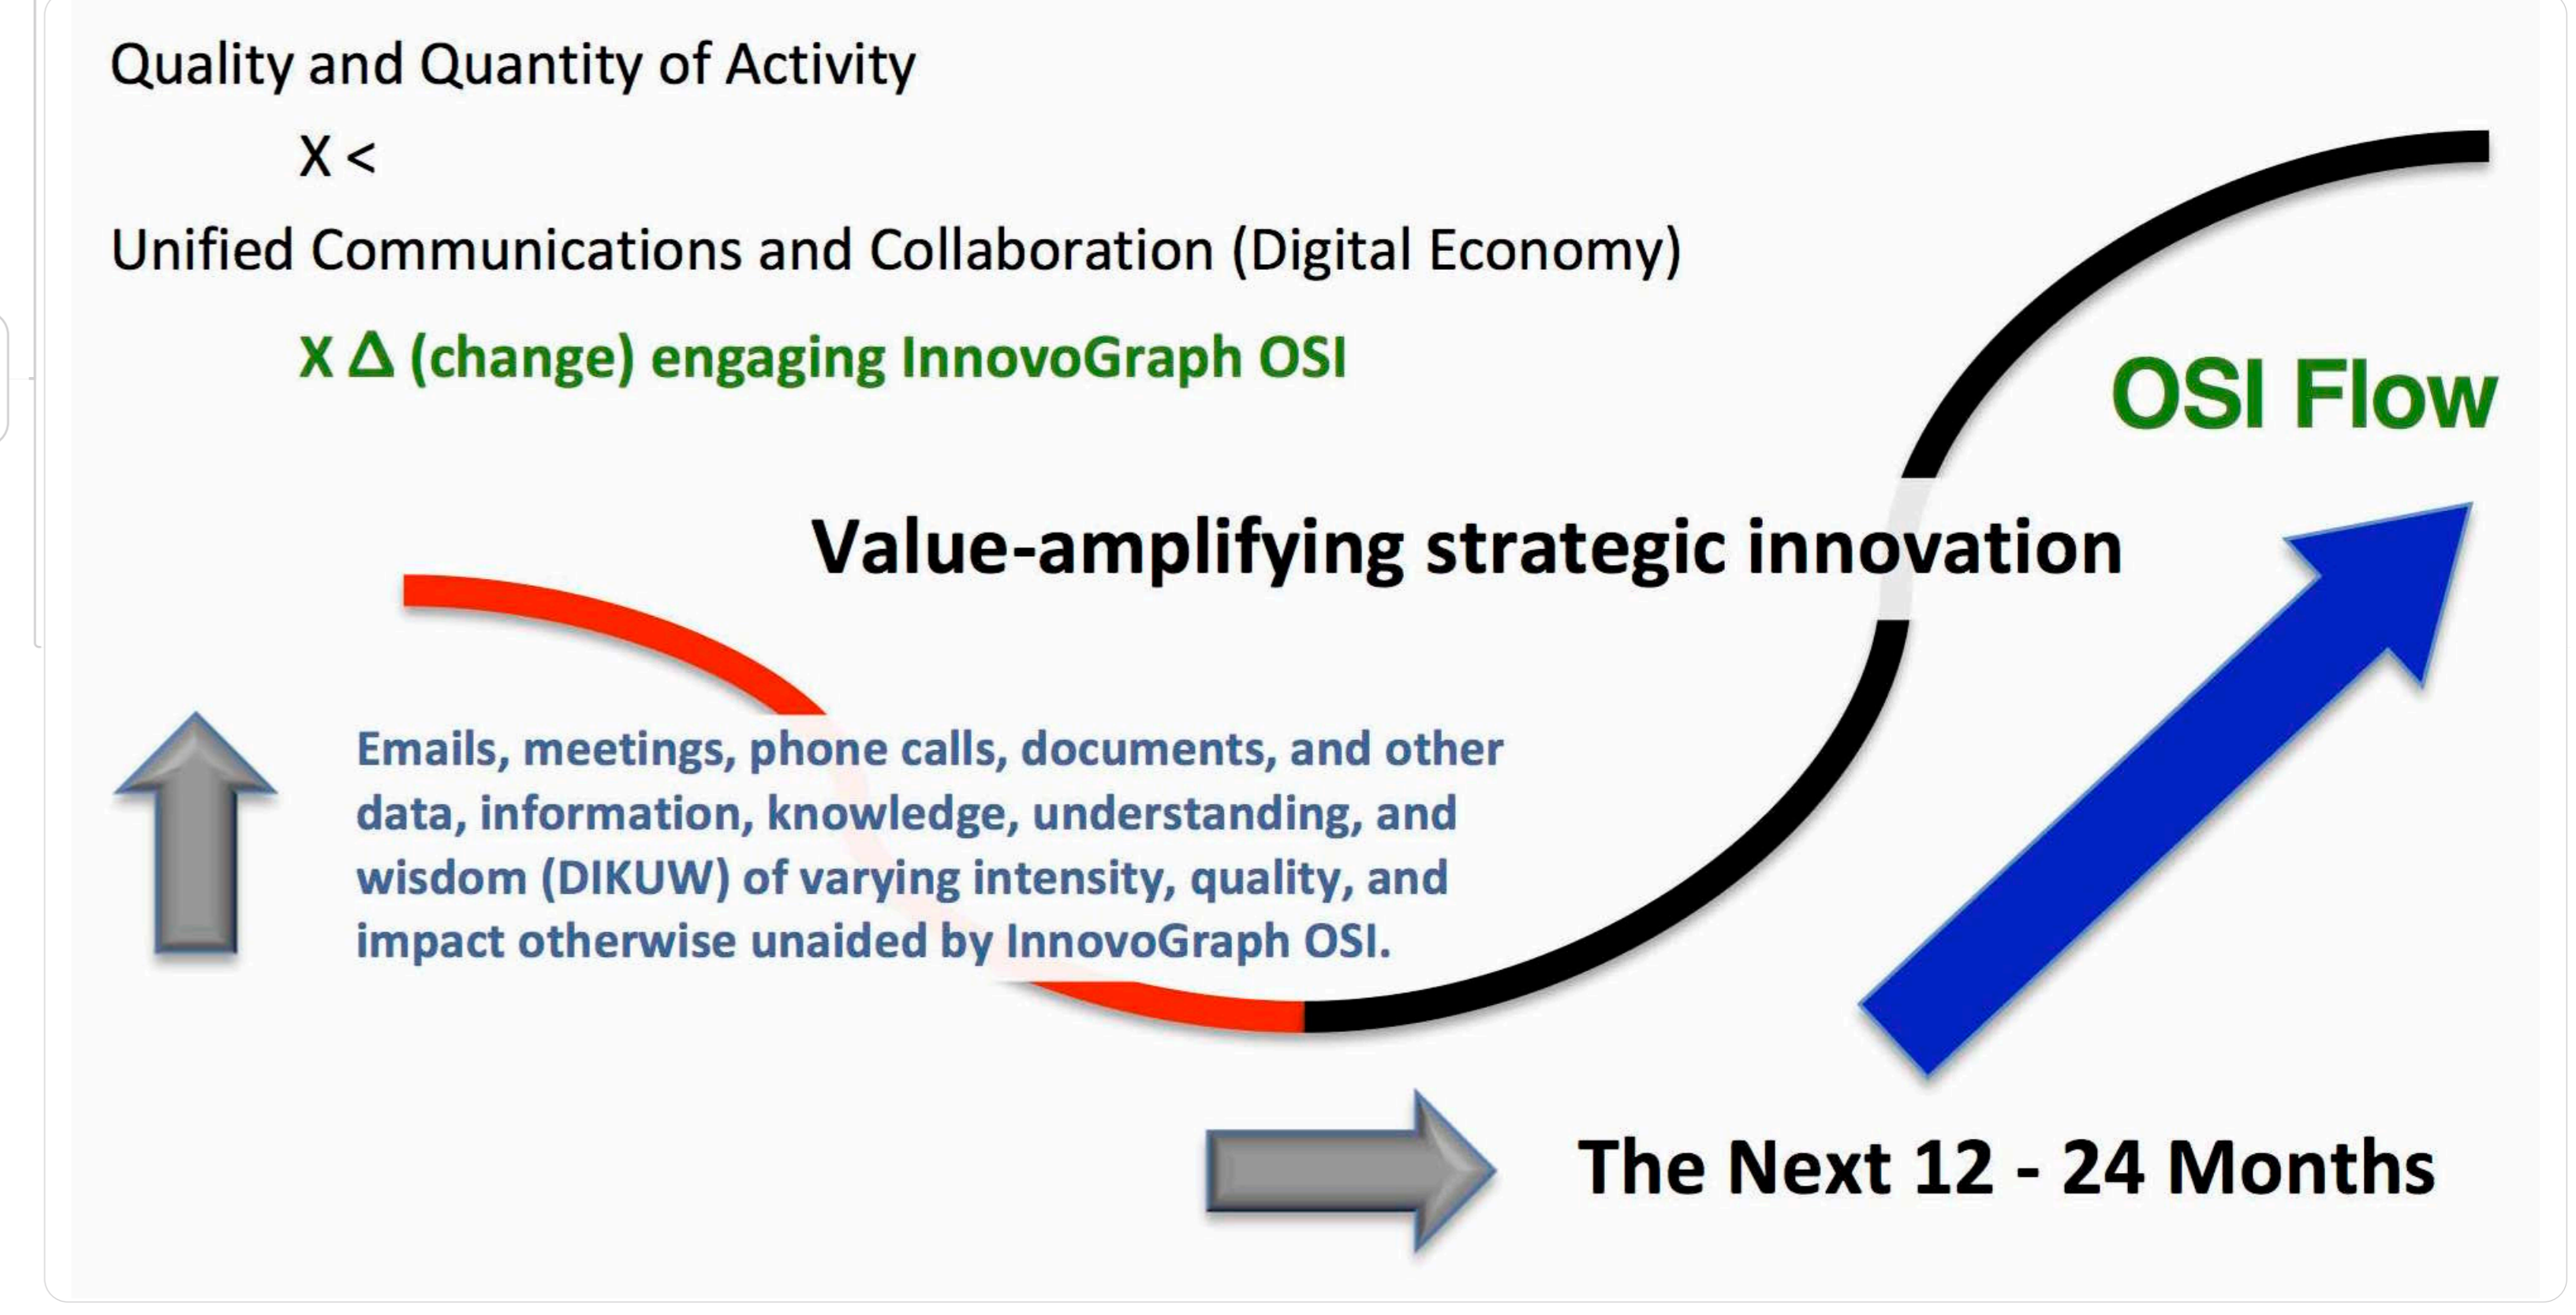 Quality and Quantity of Activity
X <
Unified Communications and Collaboration (Digital Economy)
X Δ (change) engaging InnovoGraph OSI
OSI Flow
Value-amplifying strategic innovation
Emails, meetings, phone calls, documents, and other
data, information, knowledge, understanding, and
wisdom (DIKUW) of varying intensity, quality, and
impact otherwise unaided by InnovoGraph OSI.
The Next 12 - 24 Months